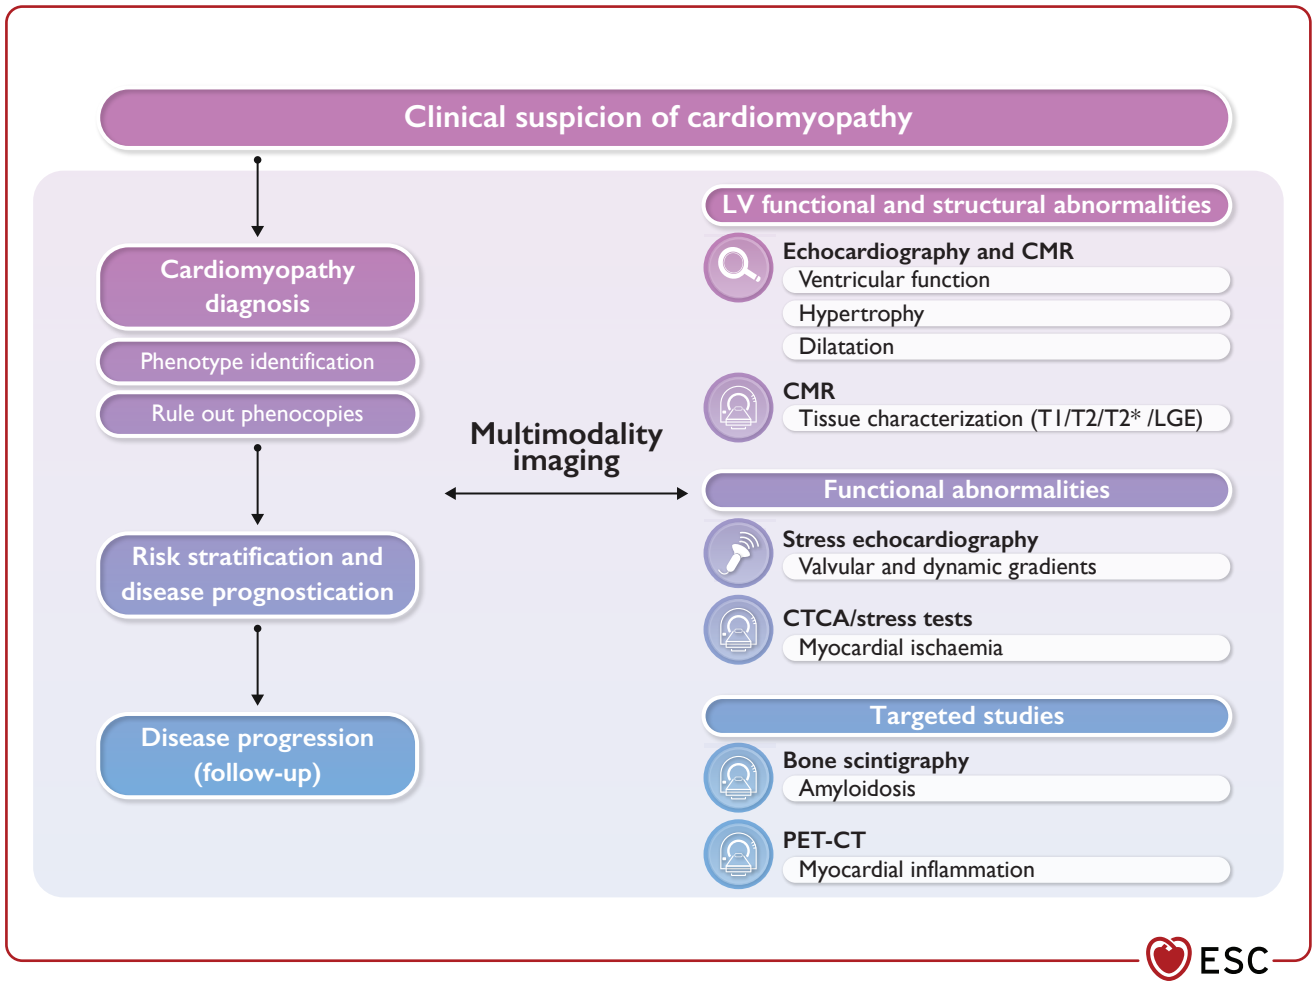 Clinical suspicion of cardiomyopathy
Cardiomyopathy
diagnosis
Phenotype identification
Rule out phenocopies
Risk stratification and
disease prognostication
Disease progression
(follow-up)
Multimodality
imaging
LV functional and structural abnormalities
Echocardiography and CMR
Ventricular function
Hypertrophy
Dilatation
CMR
Tissue characterization (T1/T2/T2* /LGE)
Functional abnormalities
Stress echocardiography
Valvular and dynamic gradients
CTCA/stress tests
Myocardial ischaemia
Targeted studies
Bone scintigraphy
Amyloidosis
PET-CT
Myocardial inflammation
ESC